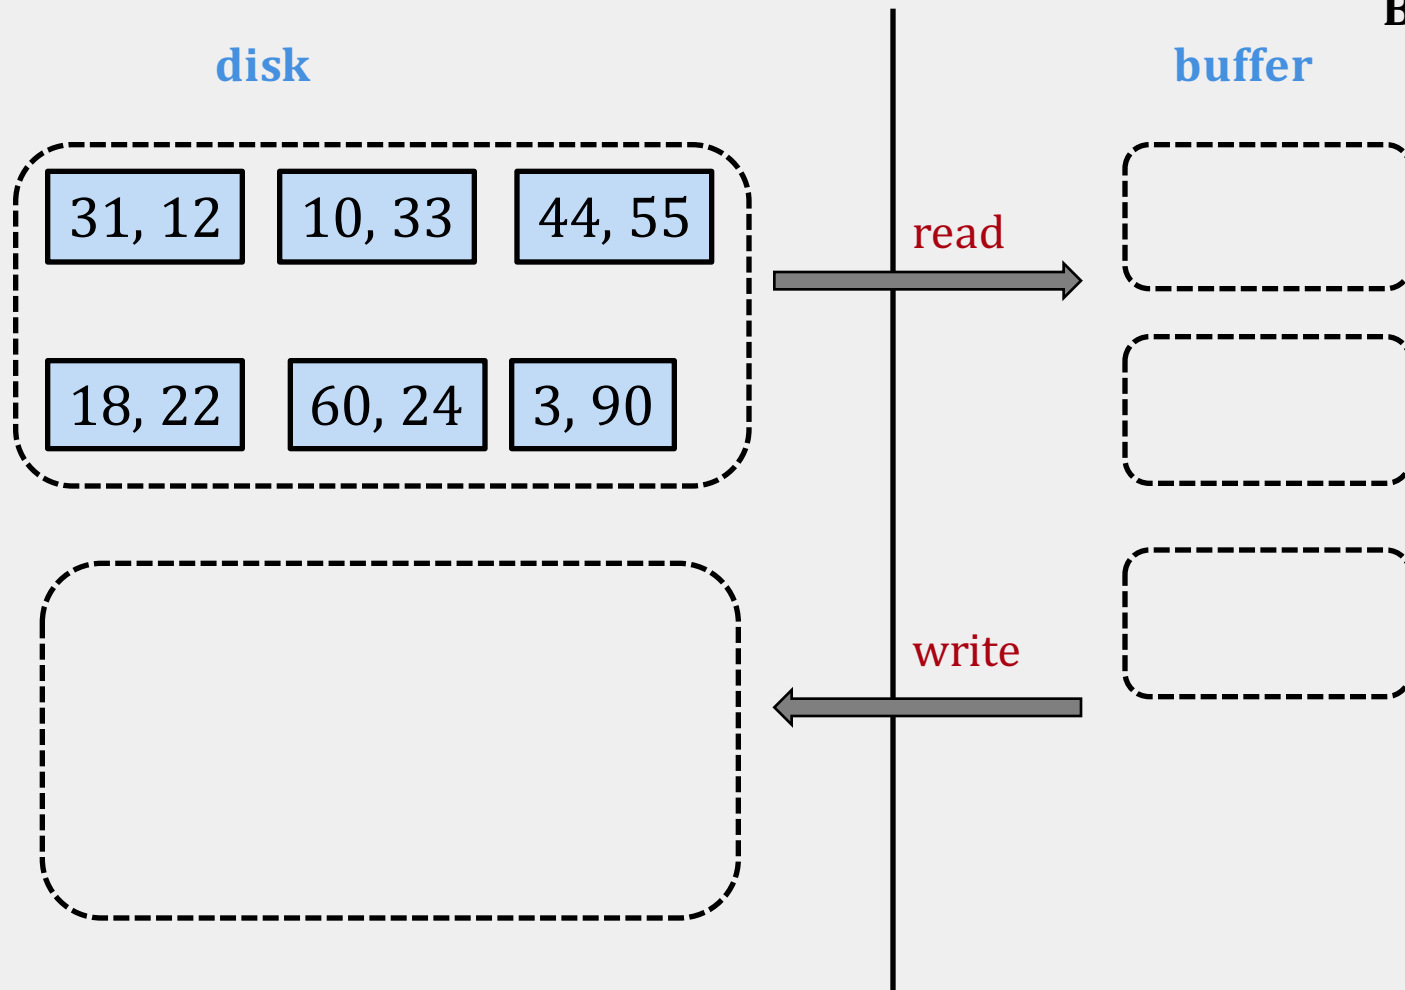 B
disk
buffer
31, 12
10, 33
44, 55
read
18, 22
60, 24
3, 90
write